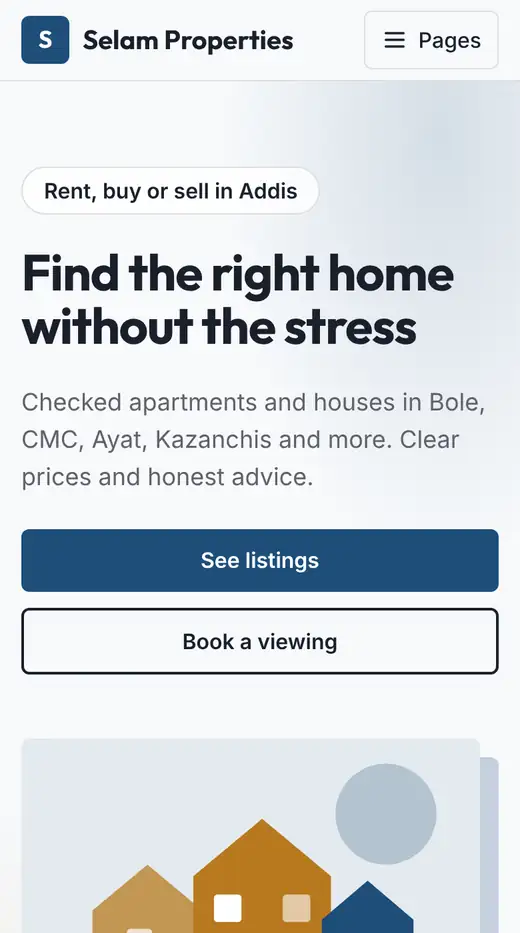 S
Selam Properties
Pages
Rent, buy or sell in Addis
Find the right home
without the stress
Checked apartments and houses in Bole,
CMC, Ayat, Kazanchis and more. Clear
prices and honest advice.
See listings
Book a viewing